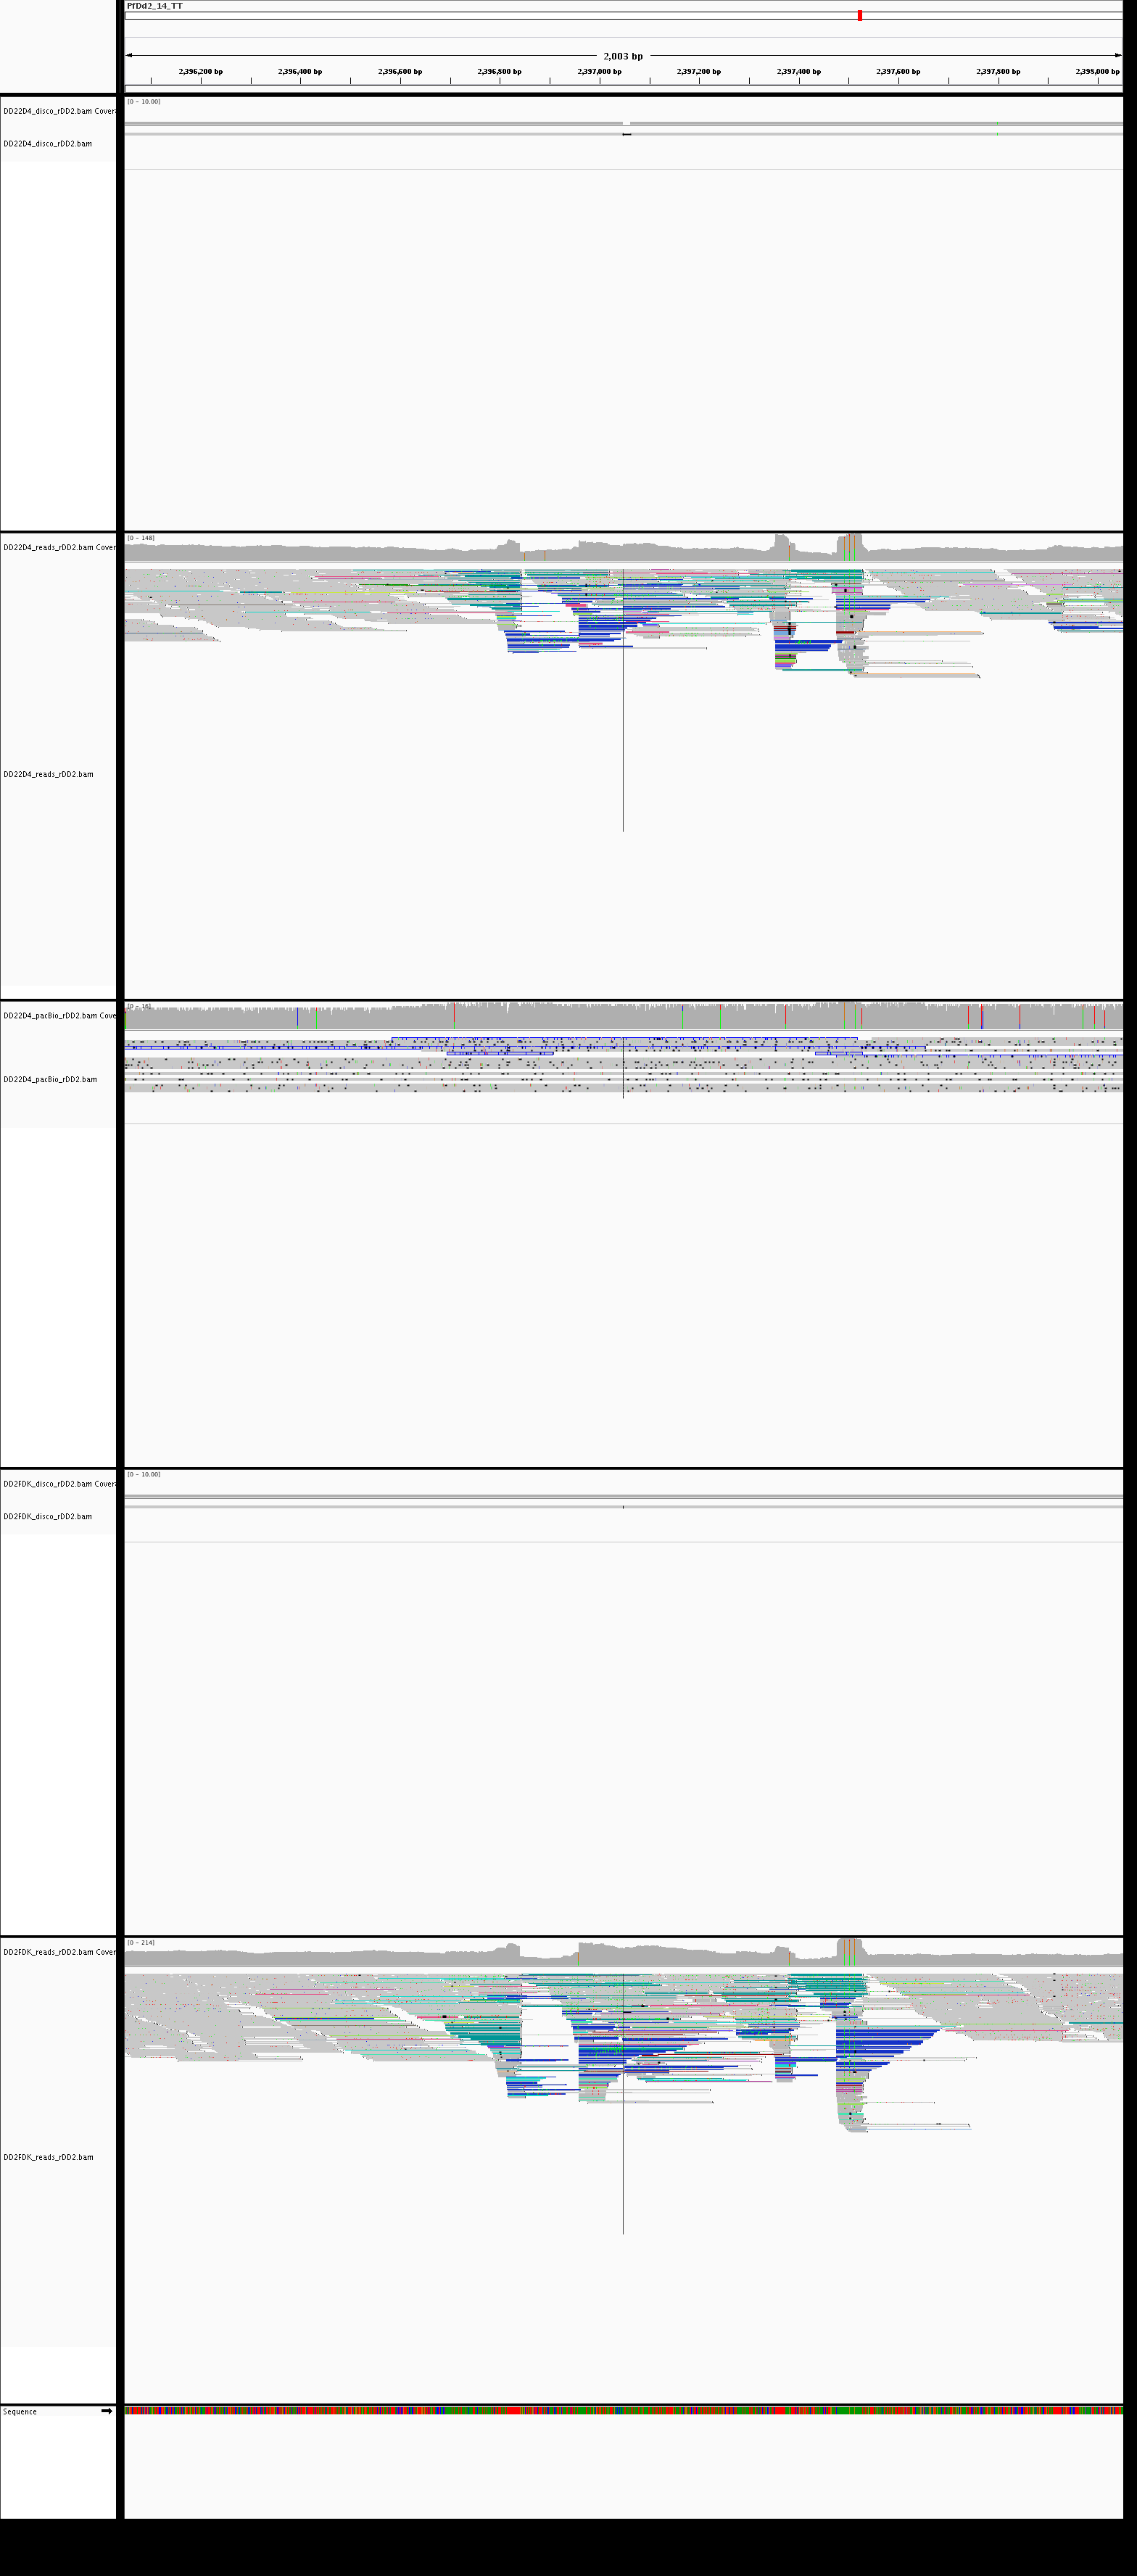 PfDd2_14_TT
2,003 bp
2,396,200 bp 2,396,400 bp 2,396,600 bp 2,396,800 bp 2,397,000 bp 2,397,200 bp 2,397,400 bp 2,397,600 bp 2,397,800 bp 2,398,000 bp
[0 - 10.00]
DD22D4_disco_rDD2.bam Cover
DD22D4_disco_rDD2.bam
[0 - 148]
DD22D4_reads_rDD2.bam Cover
DD22D4_reads_rDD2.bam
[0 - 16]
DD22D4_pacBio_rDD2.bam Cove
DD22D4_pacBio_rDD2.bam
[0 - 10.00]
DD2FDK_disco_rDD2.bam Cover
DD2FDK_disco_rDD2.bam
[0 - 214]
DD2FDK_reads_rDD2.bam Cover
DD2FDK_reads_rDD2.bam
Sequence